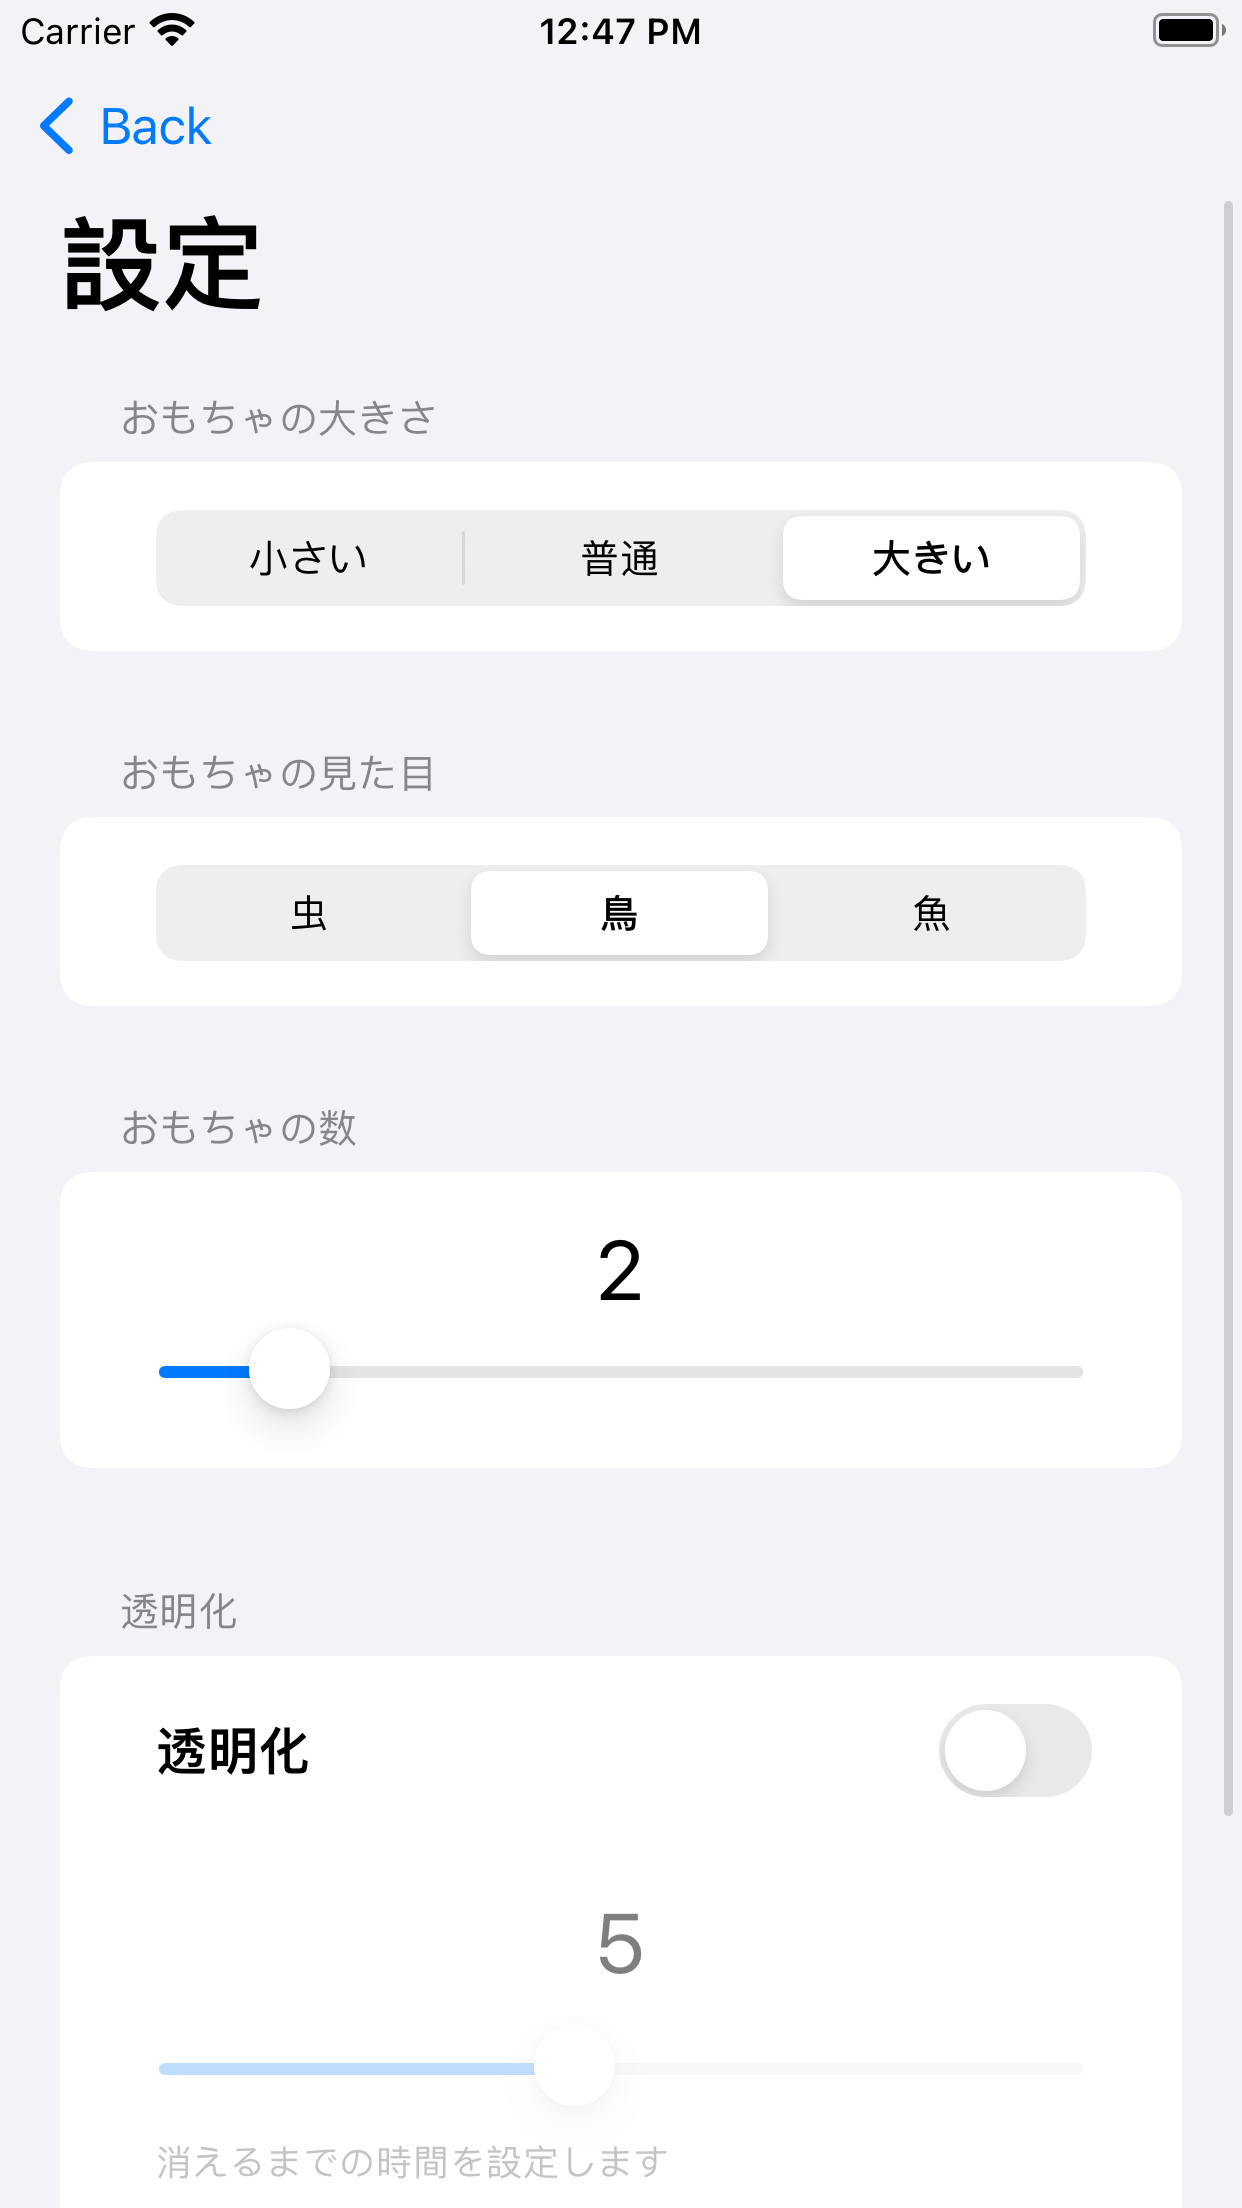 Carrier 12:47 PM
Back
設定
おもちゃの大きさ
小さい 普通 大きい
おもちゃの見た目
虫 鳥 魚
おもちゃの数
2
透明化
透明化
5
消えるまでの時間を設定します